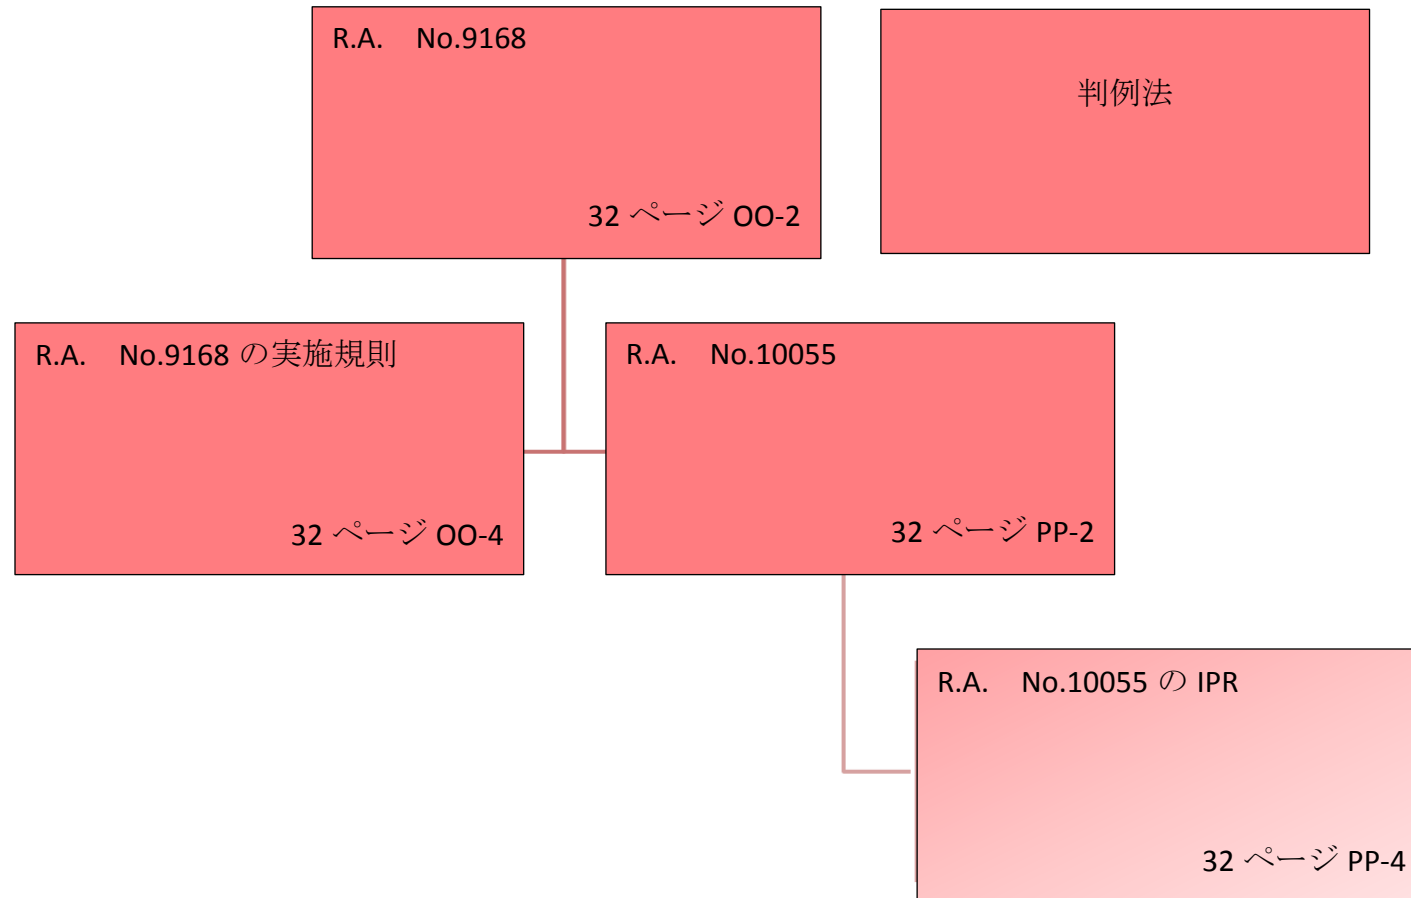 R.A. No.9168
32 ページ OO-2
判例法
R.A. No.9168 の実施規則
32 ページ OO-4
R.A. No.10055
32 ページ PP-2
R.A. No.10055 の IPR
32 ページ PP-4